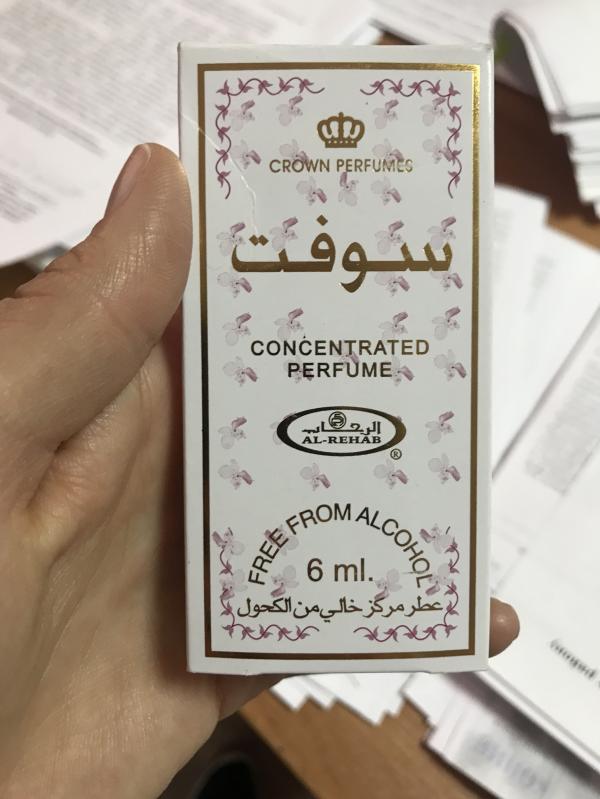 CROWN PERFUMES
سوفت
CONCENTRATED
PERFUME
الرحاب
AL-REHAB
®
FREE FROM ALCOHOL
6 ml.
عطر مركز خالي من الكحول